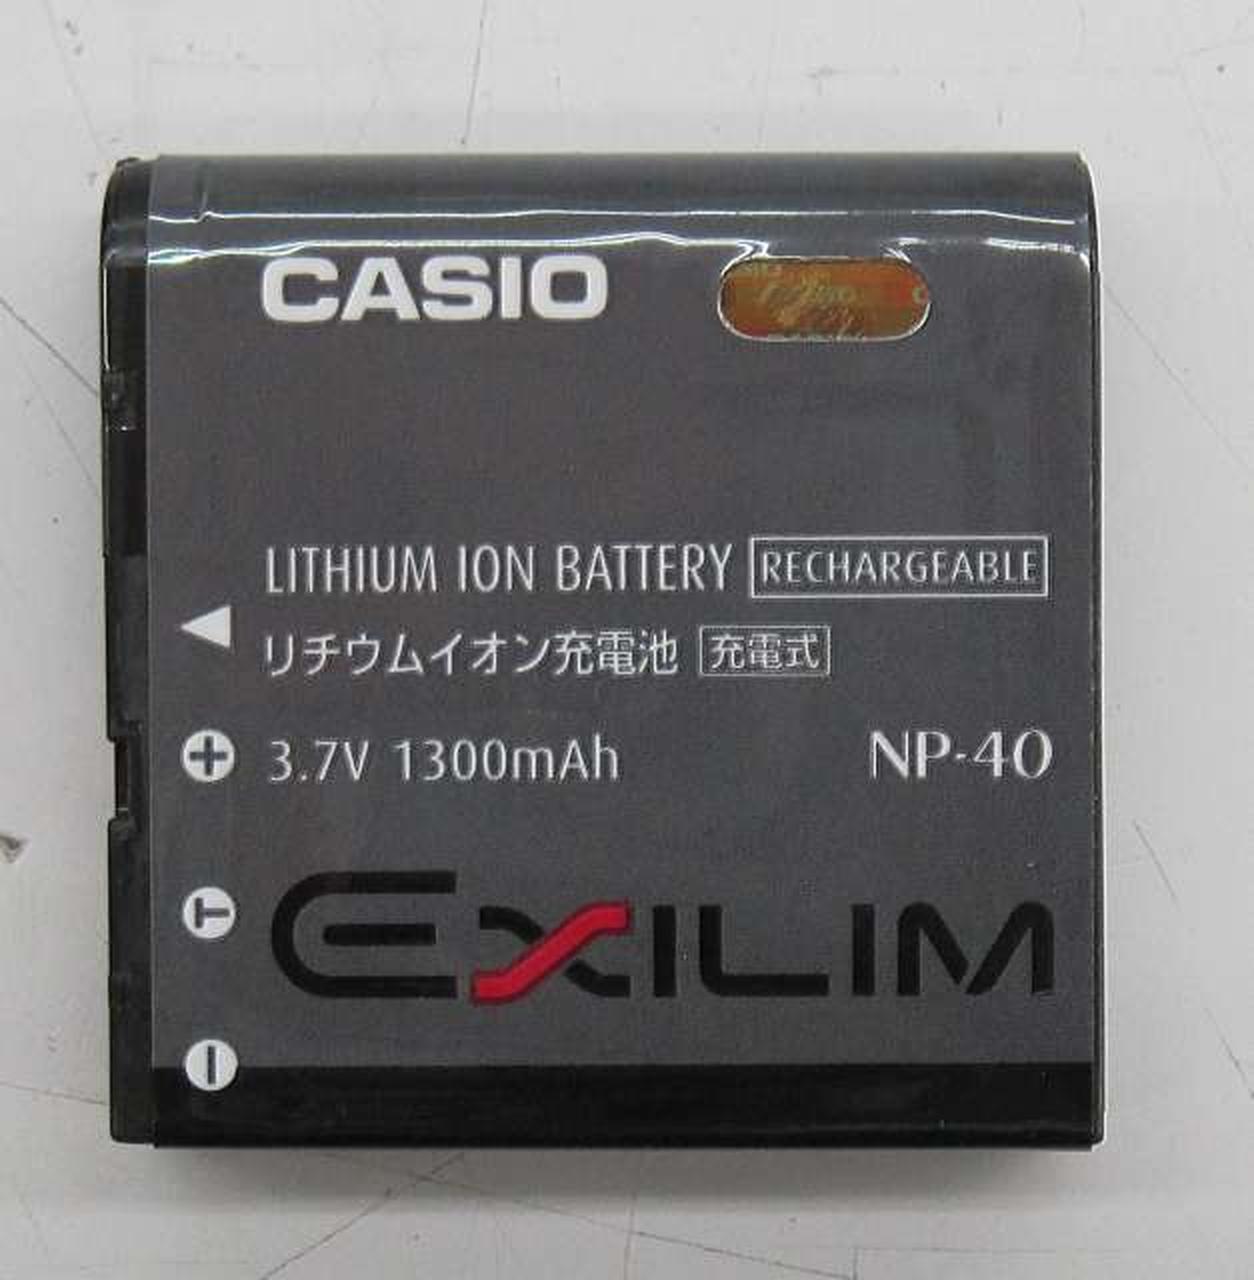 CASIO
LITHIUM ION BATTERY RECHARGEABLE
リチウムイオン充電池 充電式
+ 3.7V 1300mAh NP-40
T EXILIM
-